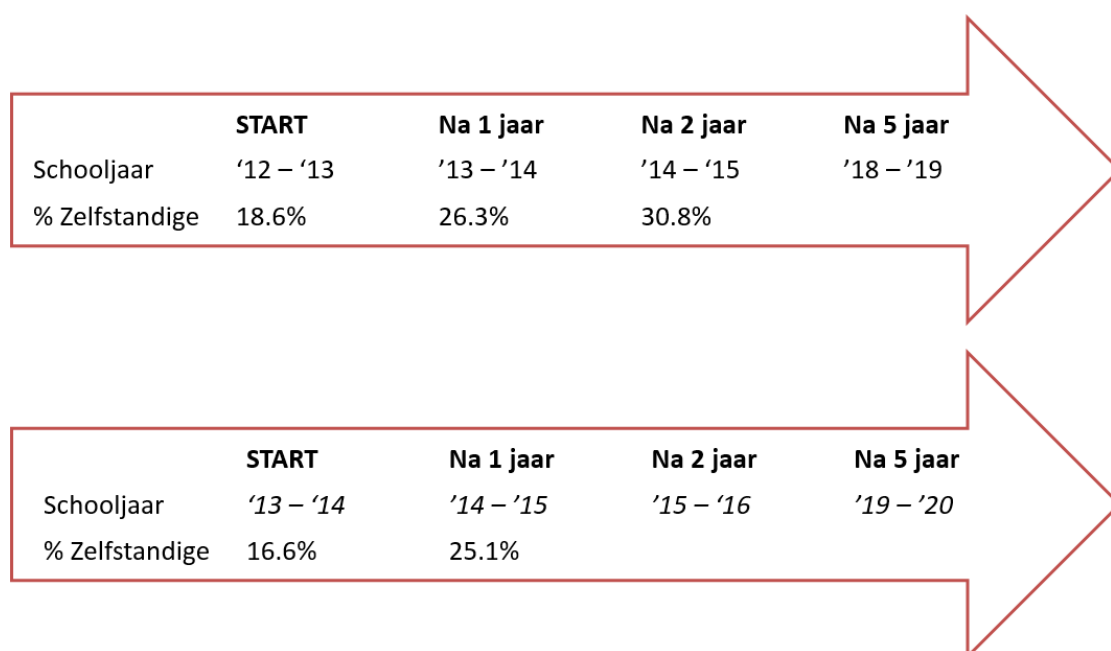 START Na 1 jaar Na 2 jaar Na 5 jaar
Schooljaar ‘12 – ‘13 ’13 – ’14 ’14 – ‘15 ’18 – ’19
% Zelfstandige 18.6% 26.3% 30.8%
START Na 1 jaar Na 2 jaar Na 5 jaar
Schooljaar ‘13 – ‘14 ’14 – ’15 ’15 – ‘16 ’19 – ’20
% Zelfstandige 16.6% 25.1%